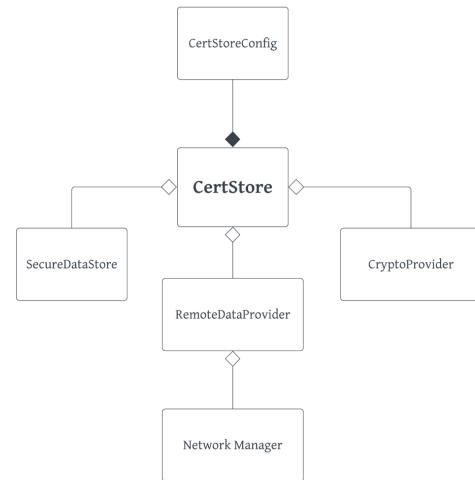 CertStoreConfig
CertStore
SecureDataStore
CryptoProvider
RemoteDataProvider
Network Manager